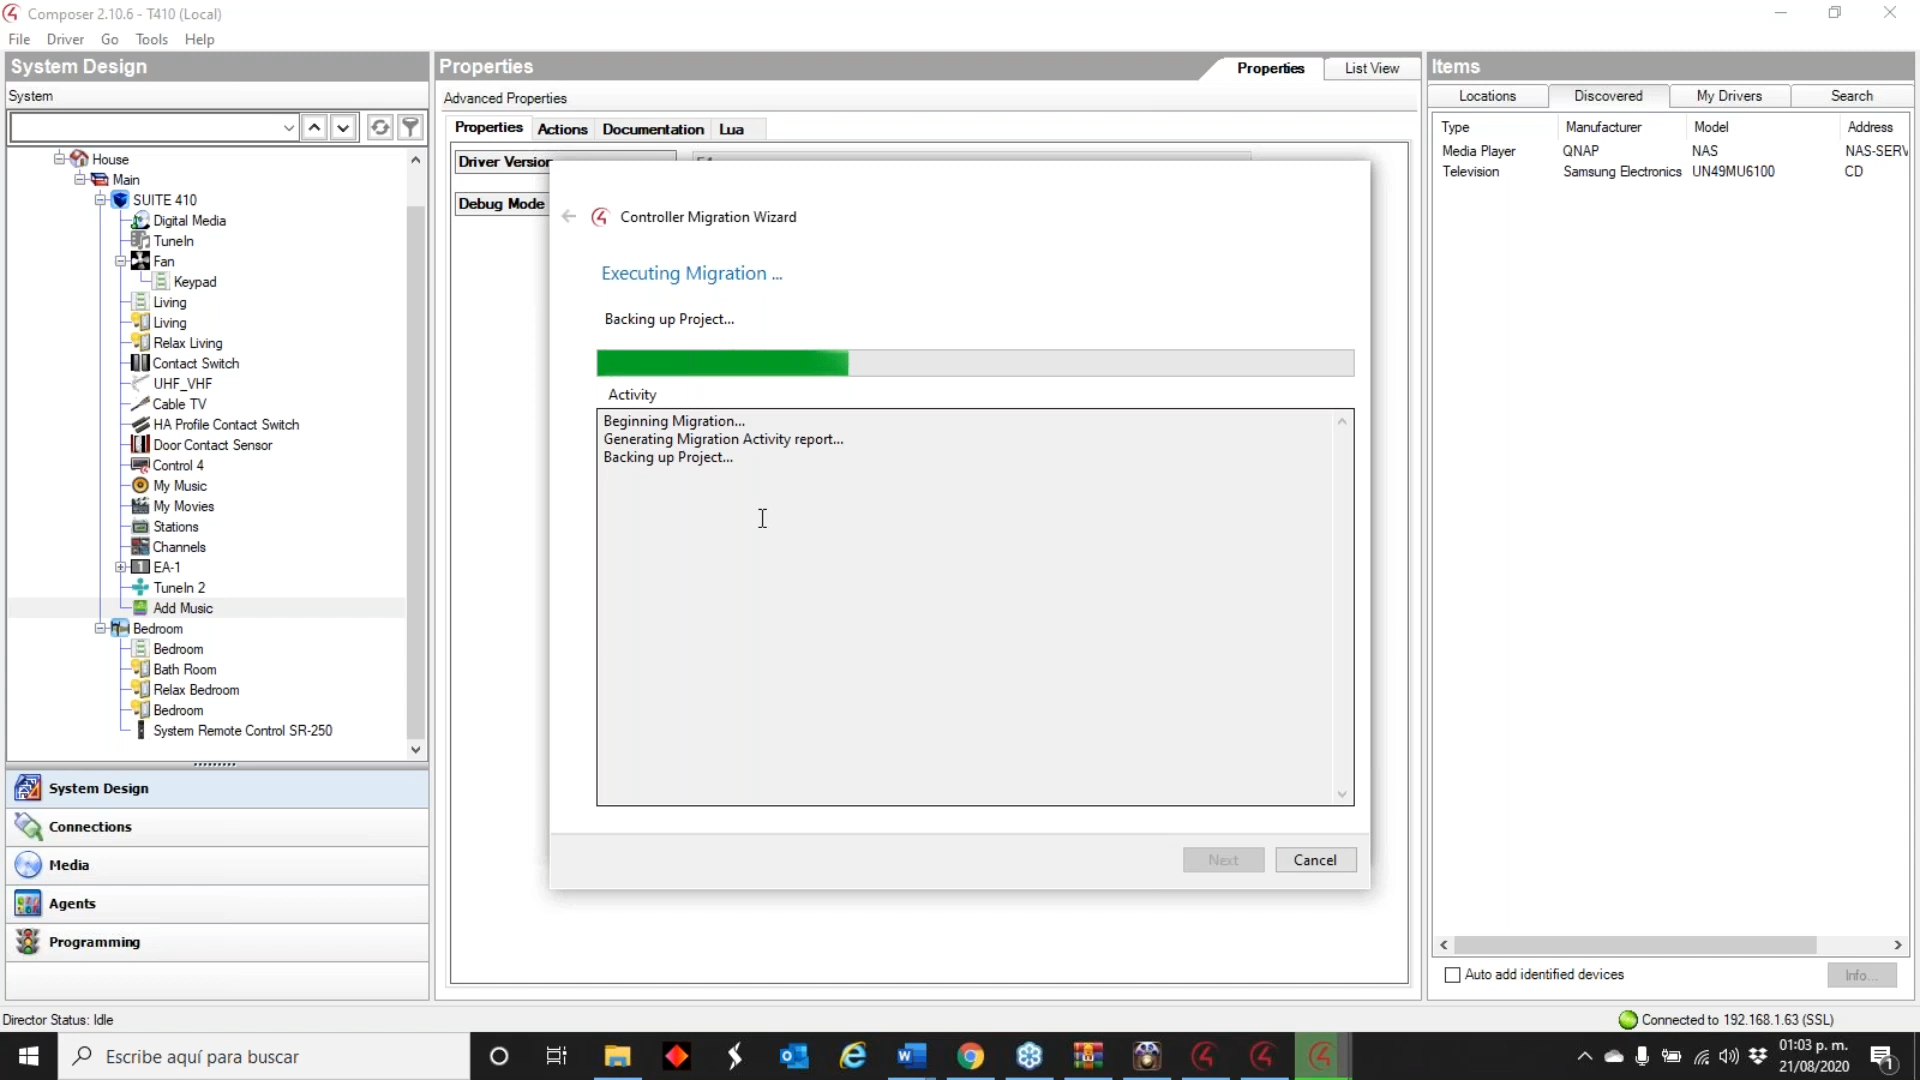 Composer 2.10.6 - T410 (Local)
File Driver Go Tools Help
System Design
System
House
Main
SUITE 410
Digital Media
TuneIn
Fan
Keypad
Living
Living
Relax Living
Contact Switch
UHF_VHF
Cable TV
HA Profile Contact Switch
Door Contact Sensor
Control 4
My Music
My Movies
Stations
Channels
EA-1
TuneIn 2
Add Music
Bedroom
Bedroom
Bath Room
Relax Bedroom
Bedroom
System Remote Control SR-250
System Design
Connections
Media
Agents
Programming
Properties
Properties List View
Advanced Properties
Properties Actions Documentation Lua
Driver Version
Debug Mode
Controller Migration Wizard
Executing Migration ...
Backing up Project...
Activity
Beginning Migration...
Generating Migration Activity report...
Backing up Project...
Next Cancel
Items
Locations Discovered My Drivers Search
Type Manufacturer Model Address
Media Player QNAP NAS NAS-SERV
Television Samsung Electronics UN49MU6100 CD
Auto add identified devices
Info...
Director Status: Idle
Connected to 192.168.1.63 (SSL)
Escribe aquí para buscar
01:03 p. m.
21/08/2020
1